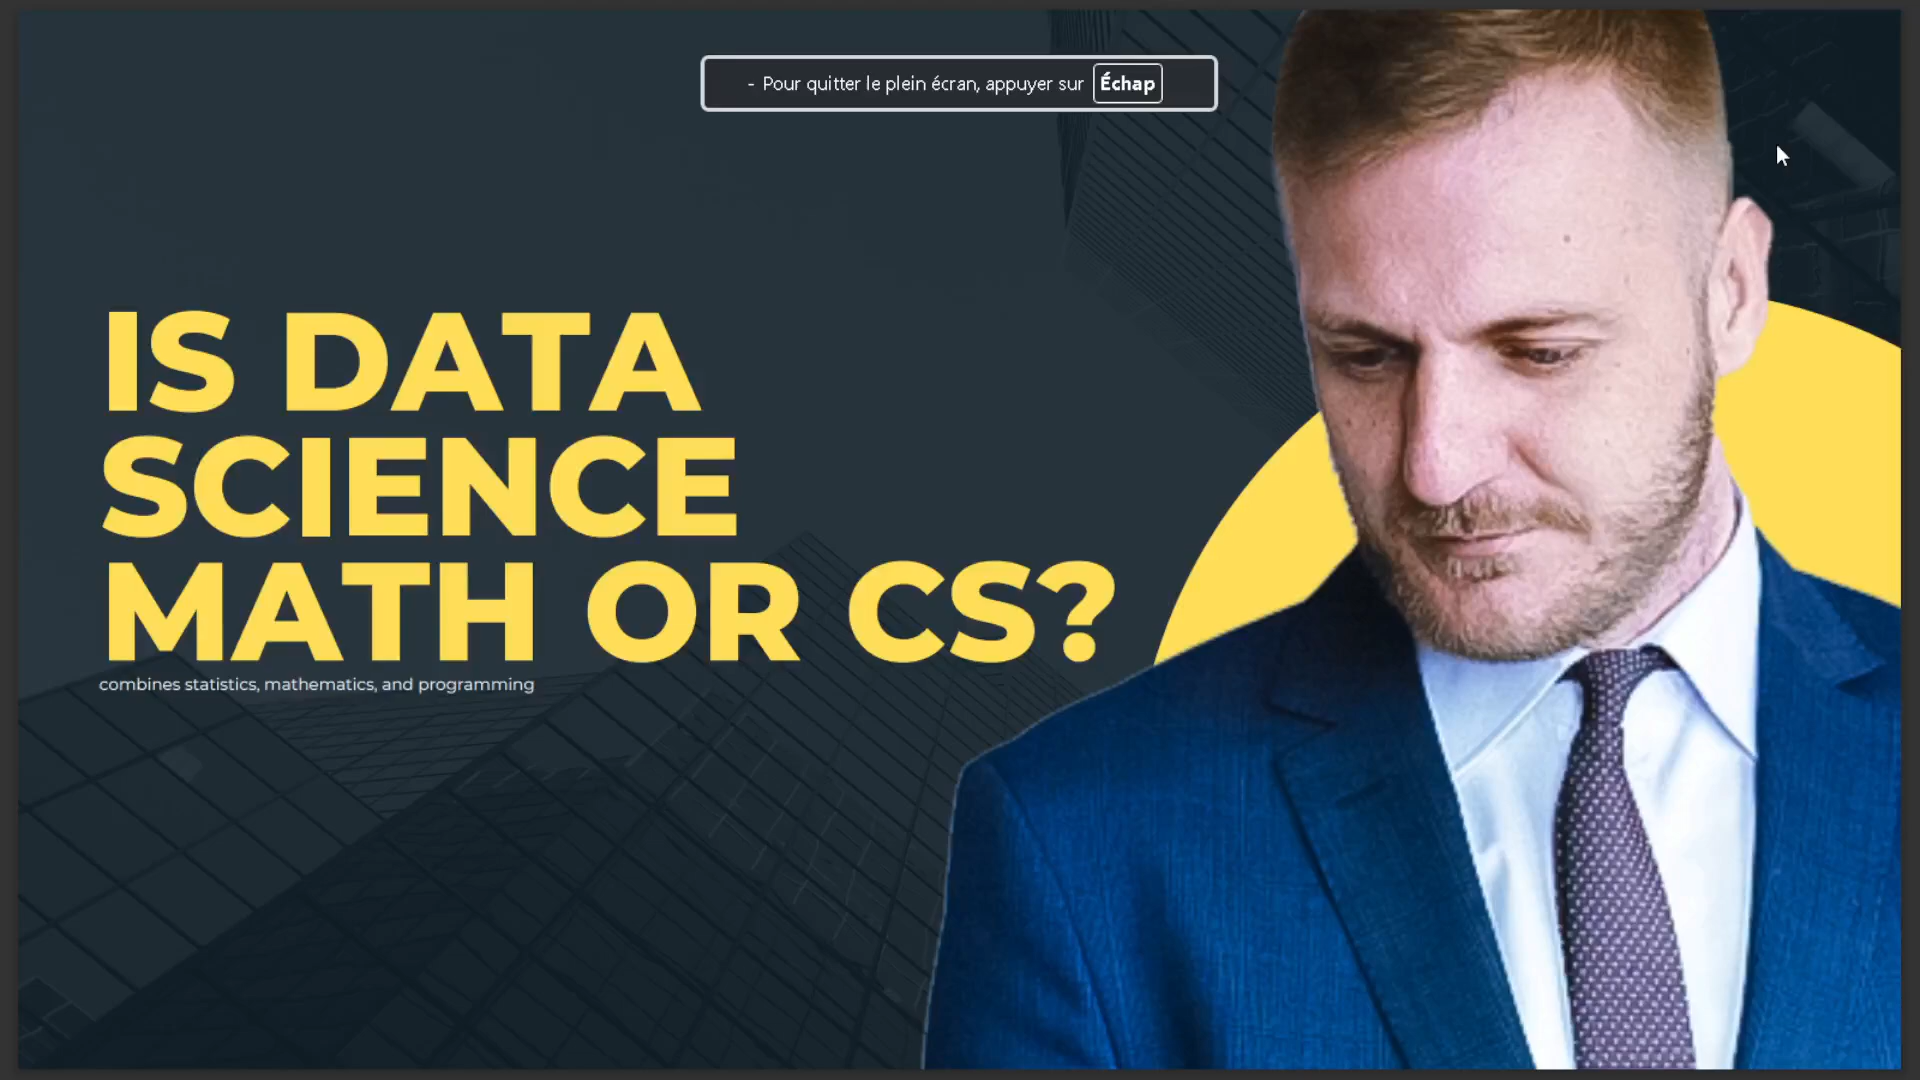 - Pour quitter le plein écran, appuyer sur Échap
IS DATA
SCIENCE
MATH OR CS?
combines statistics, mathematics, and programming